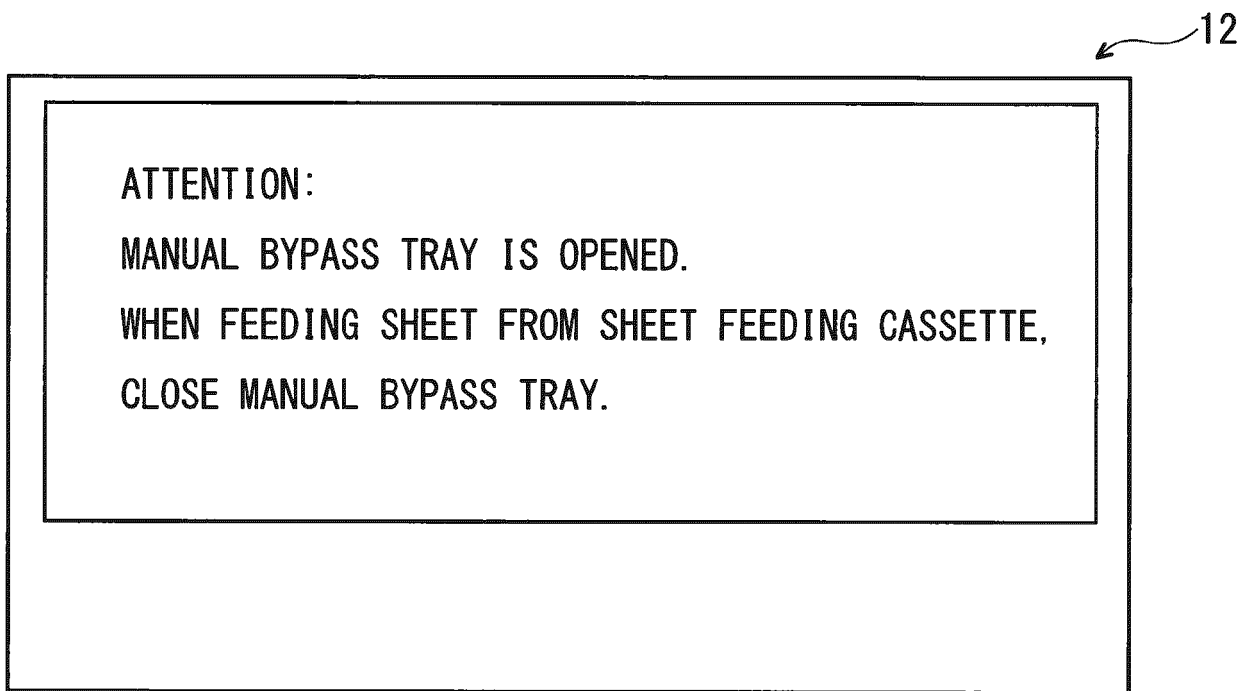 12
ATTENTION:
MANUAL BYPASS TRAY IS OPENED.
WHEN FEEDING SHEET FROM SHEET FEEDING CASSETTE,
CLOSE MANUAL BYPASS TRAY.